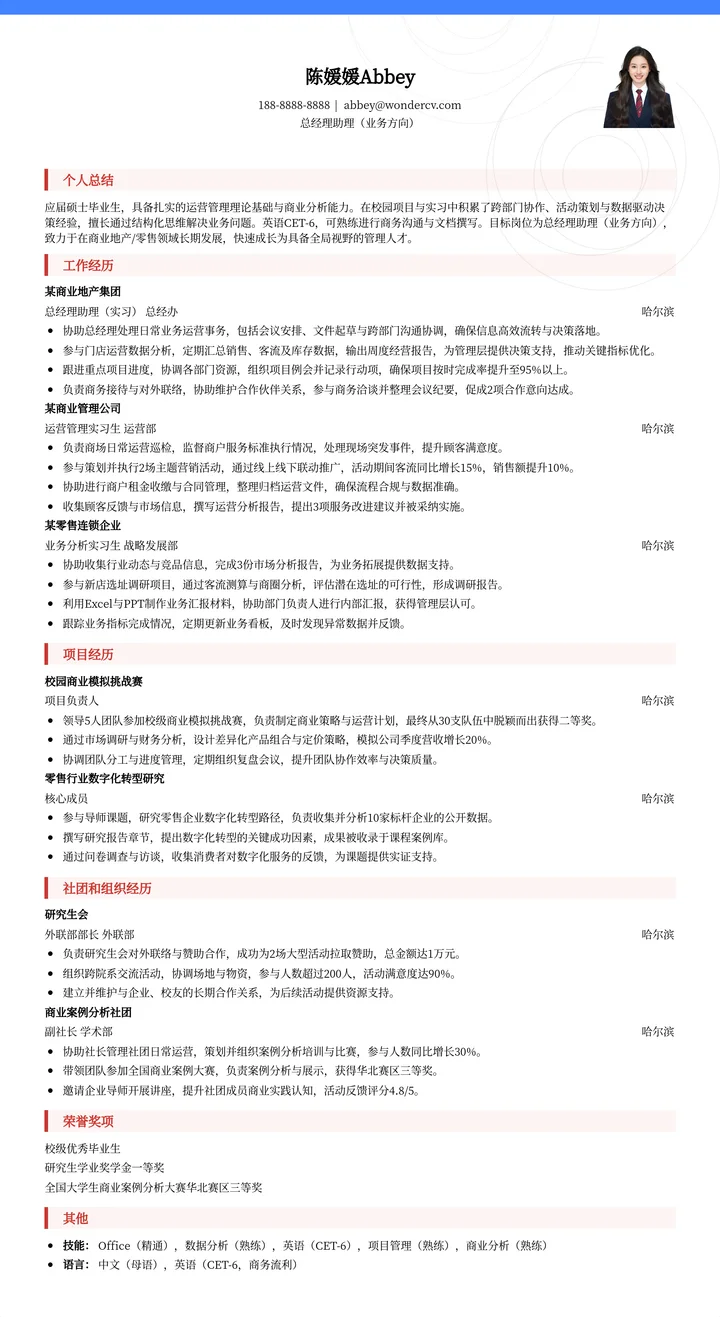 陈媛媛Abbey
188-8888-8888 | abbey@wondercv.com
总经理助理（业务方向）
个人总结
应届硕士毕业生，具备扎实的运营管理理论基础与商业分析能力。在校园项目与实习中积累了跨部门协作、活动策划与数据驱动决
策经验，擅长通过结构化思维解决业务问题。英语CET-6，可熟练进行商务沟通与文档撰写。目标岗位为总经理助理（业务方向），
致力于在商业地产/零售领域长期发展，快速成长为具备全局视野的管理人才。
工作经历
某商业地产集团
总经理助理（实习） 总经办 哈尔滨
• 协助总经理处理日常业务运营事务，包括会议安排、文件起草与跨部门沟通协调，确保信息高效流转与决策落地。
• 参与门店运营数据分析，定期汇总销售、客流及库存数据，输出周度经营报告，为管理层提供决策支持，推动关键指标优化。
• 跟进重点项目进度，协调各部门资源，组织项目例会并记录行动项，确保项目按时完成率提升至95%以上。
• 负责商务接待与对外联络，协助维护合作伙伴关系，参与商务洽谈并整理会议纪要，促成2项合作意向达成。
某商业管理公司
运营管理实习生 运营部 哈尔滨
• 负责商场日常运营巡检，监督商户服务标准执行情况，处理现场突发事件，提升顾客满意度。
• 参与策划并执行2场主题营销活动，通过线上线下联动推广，活动期间客流同比增长15%，销售额提升10%。
• 协助进行商户租金收缴与合同管理，整理归档运营文件，确保流程合规与数据准确。
• 收集顾客反馈与市场信息，撰写运营分析报告，提出3项服务改进建议并被采纳实施。
某零售连锁企业
业务分析实习生 战略发展部 哈尔滨
• 协助收集行业动态与竞品信息，完成3份市场分析报告，为业务拓展提供数据支持。
• 参与新店选址调研项目，通过客流测算与商圈分析，评估潜在选址的可行性，形成调研报告。
• 利用Excel与PPT制作业务汇报材料，协助部门负责人进行内部汇报，获得管理层认可。
• 跟踪业务指标完成情况，定期更新业务看板，及时发现异常数据并反馈。
项目经历
校园商业模拟挑战赛
项目负责人 哈尔滨
• 领导5人团队参加校级商业模拟挑战赛，负责制定商业策略与运营计划，最终从30支队伍中脱颖而出获得二等奖。
• 通过市场调研与财务分析，设计差异化产品组合与定价策略，模拟公司季度营收增长20%。
• 协调团队分工与进度管理，定期组织复盘会议，提升团队协作效率与决策质量。
零售行业数字化转型研究
核心成员 哈尔滨
• 参与导师课题，研究零售企业数字化转型路径，负责收集并分析10家标杆企业的公开数据。
• 撰写研究报告章节，提出数字化转型的关键成功因素，成果被收录于课程案例库。
• 通过问卷调查与访谈，收集消费者对数字化服务的反馈，为课题提供实证支持。
社团和组织经历
研究生会
外联部部长 外联部 哈尔滨
• 负责研究生会对外联络与赞助合作，成功为2场大型活动拉取赞助，总金额达1万元。
• 组织跨院系交流活动，协调场地与物资，参与人数超过200人，活动满意度达90%。
• 建立并维护与企业、校友的长期合作关系，为后续活动提供资源支持。
商业案例分析社团
副社长 学术部 哈尔滨
• 协助社长管理社团日常运营，策划并组织案例分析培训与比赛，参与人数同比增长30%。
• 带领团队参加全国商业案例大赛，负责案例分析与展示，获得华北赛区三等奖。
• 邀请企业导师开展讲座，提升社团成员商业实践认知，活动反馈评分4.8/5。
荣誉奖项
校级优秀毕业生
研究生学业奖学金一等奖
全国大学生商业案例分析大赛华北赛区三等奖
其他
• 技能： Office（精通），数据分析（熟练），英语（CET-6），项目管理（熟练），商业分析（熟练）
• 语言： 中文（母语），英语（CET-6，商务流利）